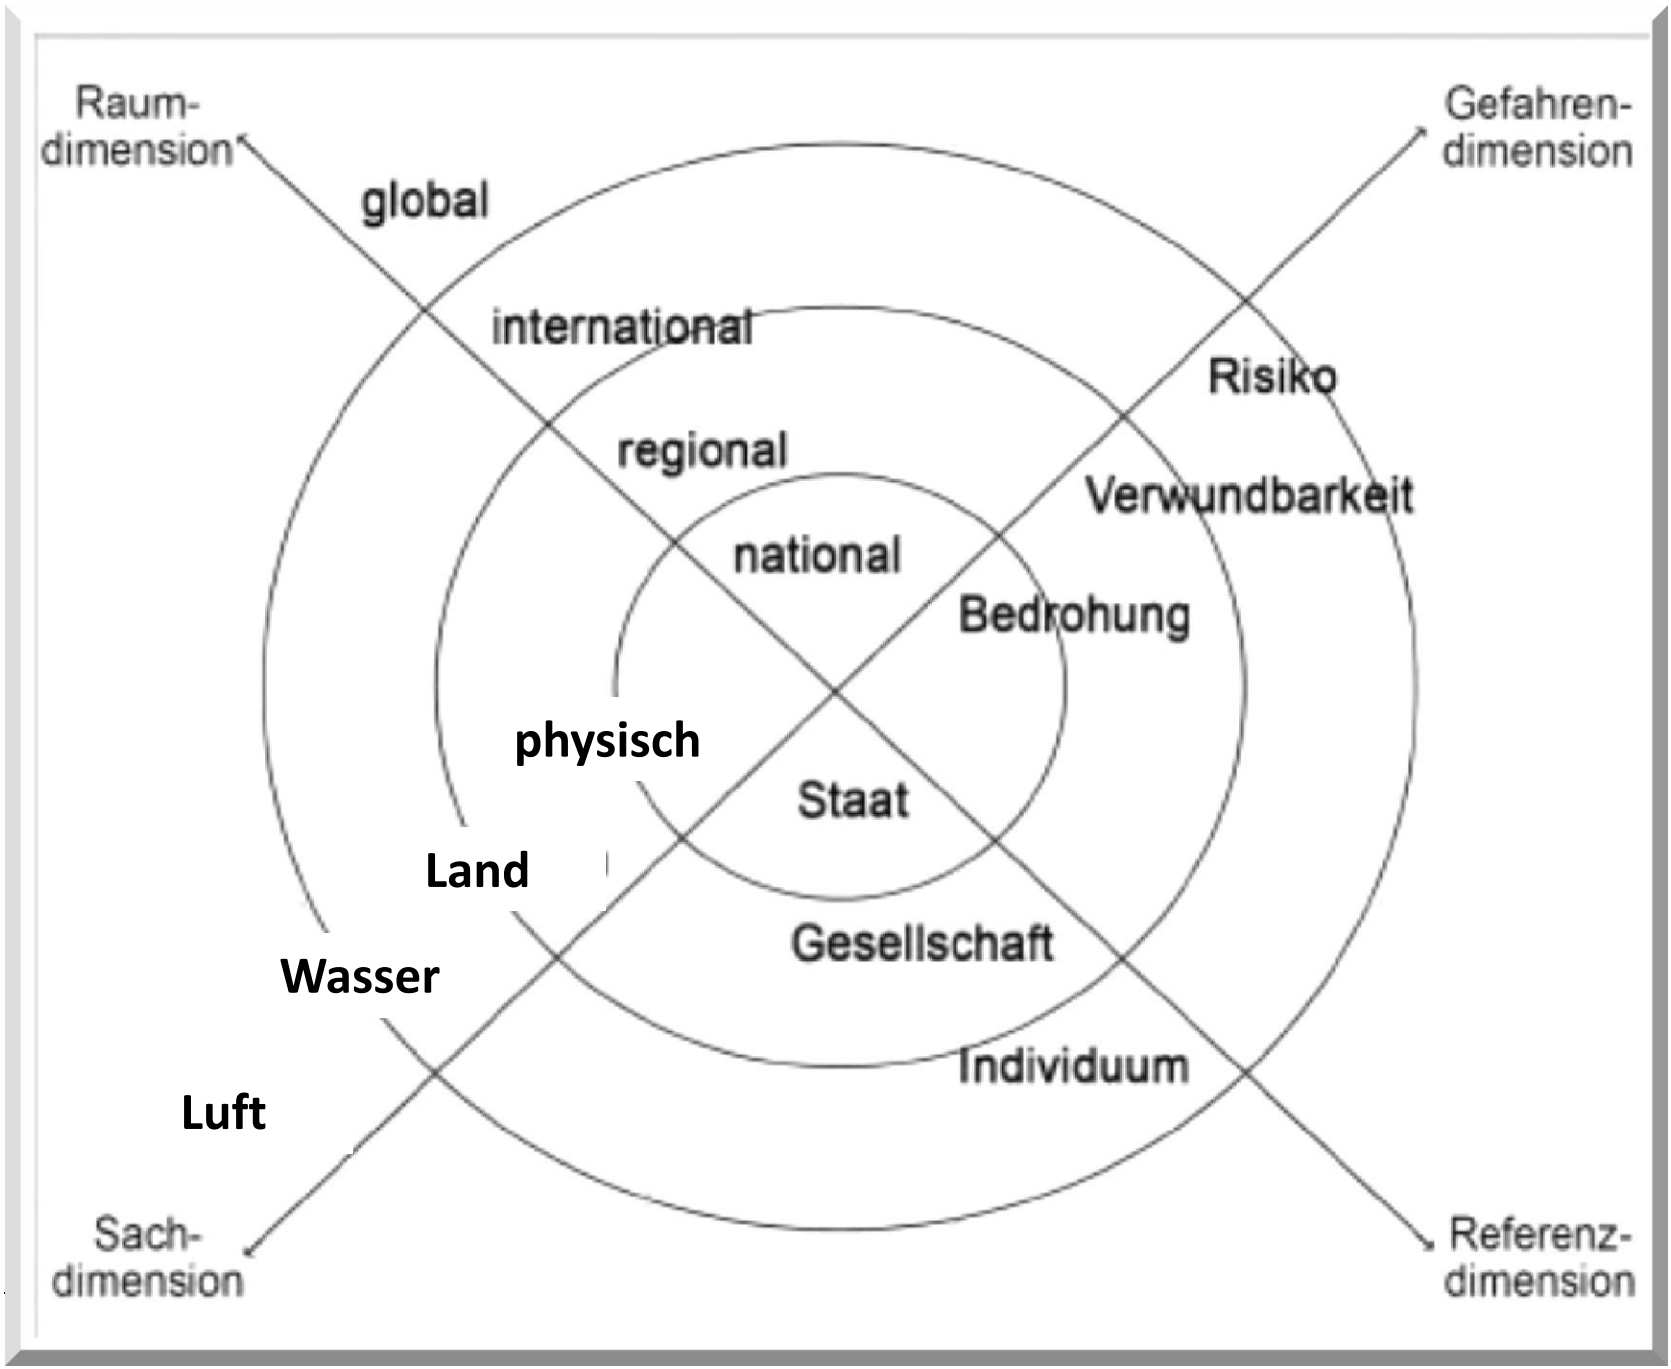 Raum-
dimension
Gefahren-
dimension
global
international
Risiko
regional
Verwundbarkeit
national
Bedrohung
physisch
Staat
Land
Gesellschaft
Wasser
Individuum
Luft
Sach-
dimension
Referenz-
dimension